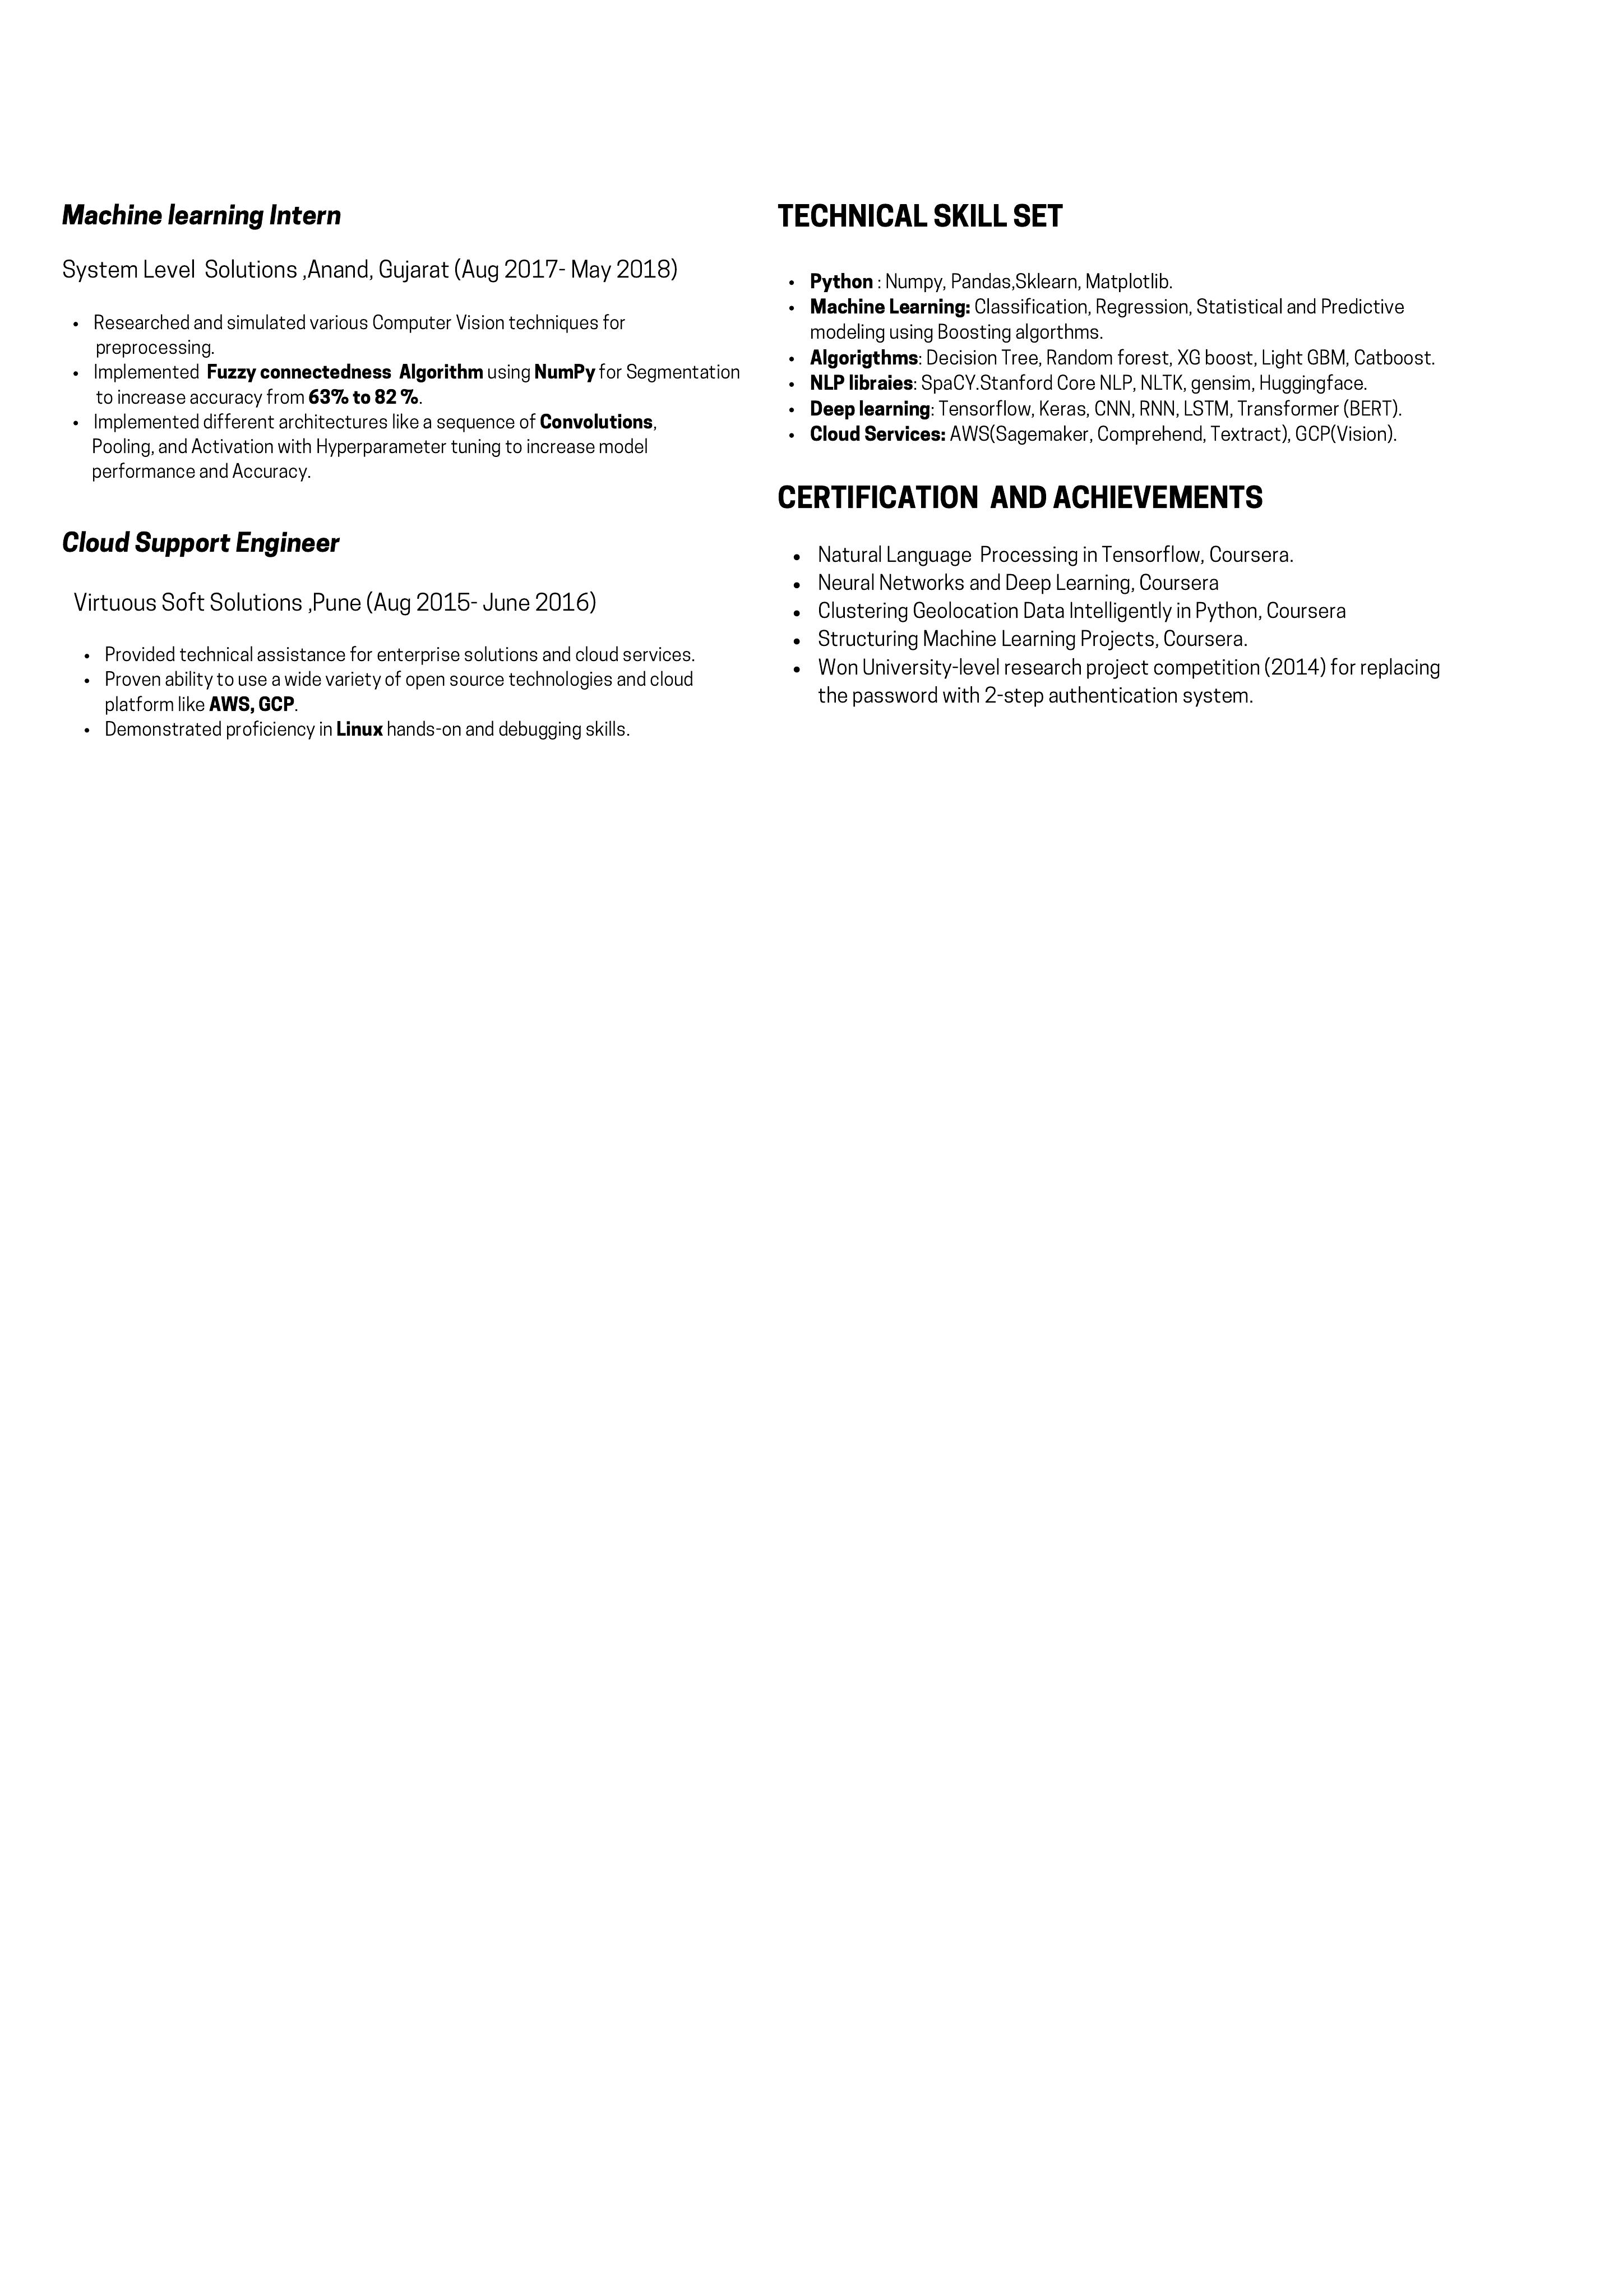 Machine learning Intern
System Level Solutions ,Anand, Gujarat (Aug 2017- May 2018)
• Researched and simulated various Computer Vision techniques for
preprocessing.
• Implemented Fuzzy connectedness Algorithm using NumPy for Segmentation
to increase accuracy from 63% to 82 %.
• Implemented different architectures like a sequence of Convolutions,
Pooling, and Activation with Hyperparameter tuning to increase model
performance and Accuracy.
Cloud Support Engineer
Virtuous Soft Solutions ,Pune (Aug 2015- June 2016)
• Provided technical assistance for enterprise solutions and cloud services.
• Proven ability to use a wide variety of open source technologies and cloud
platform like AWS, GCP.
• Demonstrated proficiency in Linux hands-on and debugging skills.
TECHNICAL SKILL SET
• Python : Numpy, Pandas,Sklearn, Matplotlib.
• Machine Learning: Classification, Regression, Statistical and Predictive
modeling using Boosting algorthms.
• Algorigthms: Decision Tree, Random forest, XG boost, Light GBM, Catboost.
• NLP libraies: SpaCY.Stanford Core NLP, NLTK, gensim, Huggingface.
• Deep learning: Tensorflow, Keras, CNN, RNN, LSTM, Transformer (BERT).
• Cloud Services: AWS(Sagemaker, Comprehend, Textract), GCP(Vision).
CERTIFICATION AND ACHIEVEMENTS
• Natural Language Processing in Tensorflow, Coursera.
• Neural Networks and Deep Learning, Coursera
• Clustering Geolocation Data Intelligently in Python, Coursera
• Structuring Machine Learning Projects, Coursera.
• Won University-level research project competition (2014) for replacing
the password with 2-step authentication system.